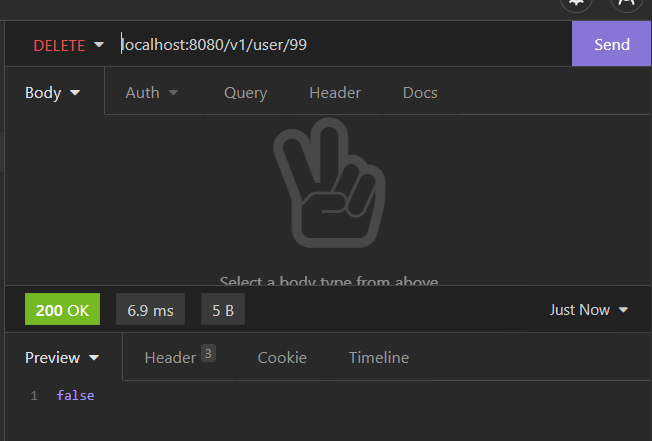 DELETE localhost:8080/v1/user/99 Send
Body Auth Query Header Docs
Select a body type from above
200 OK 6.9 ms 5 B Just Now
Preview Header 3 Cookie Timeline
1 false